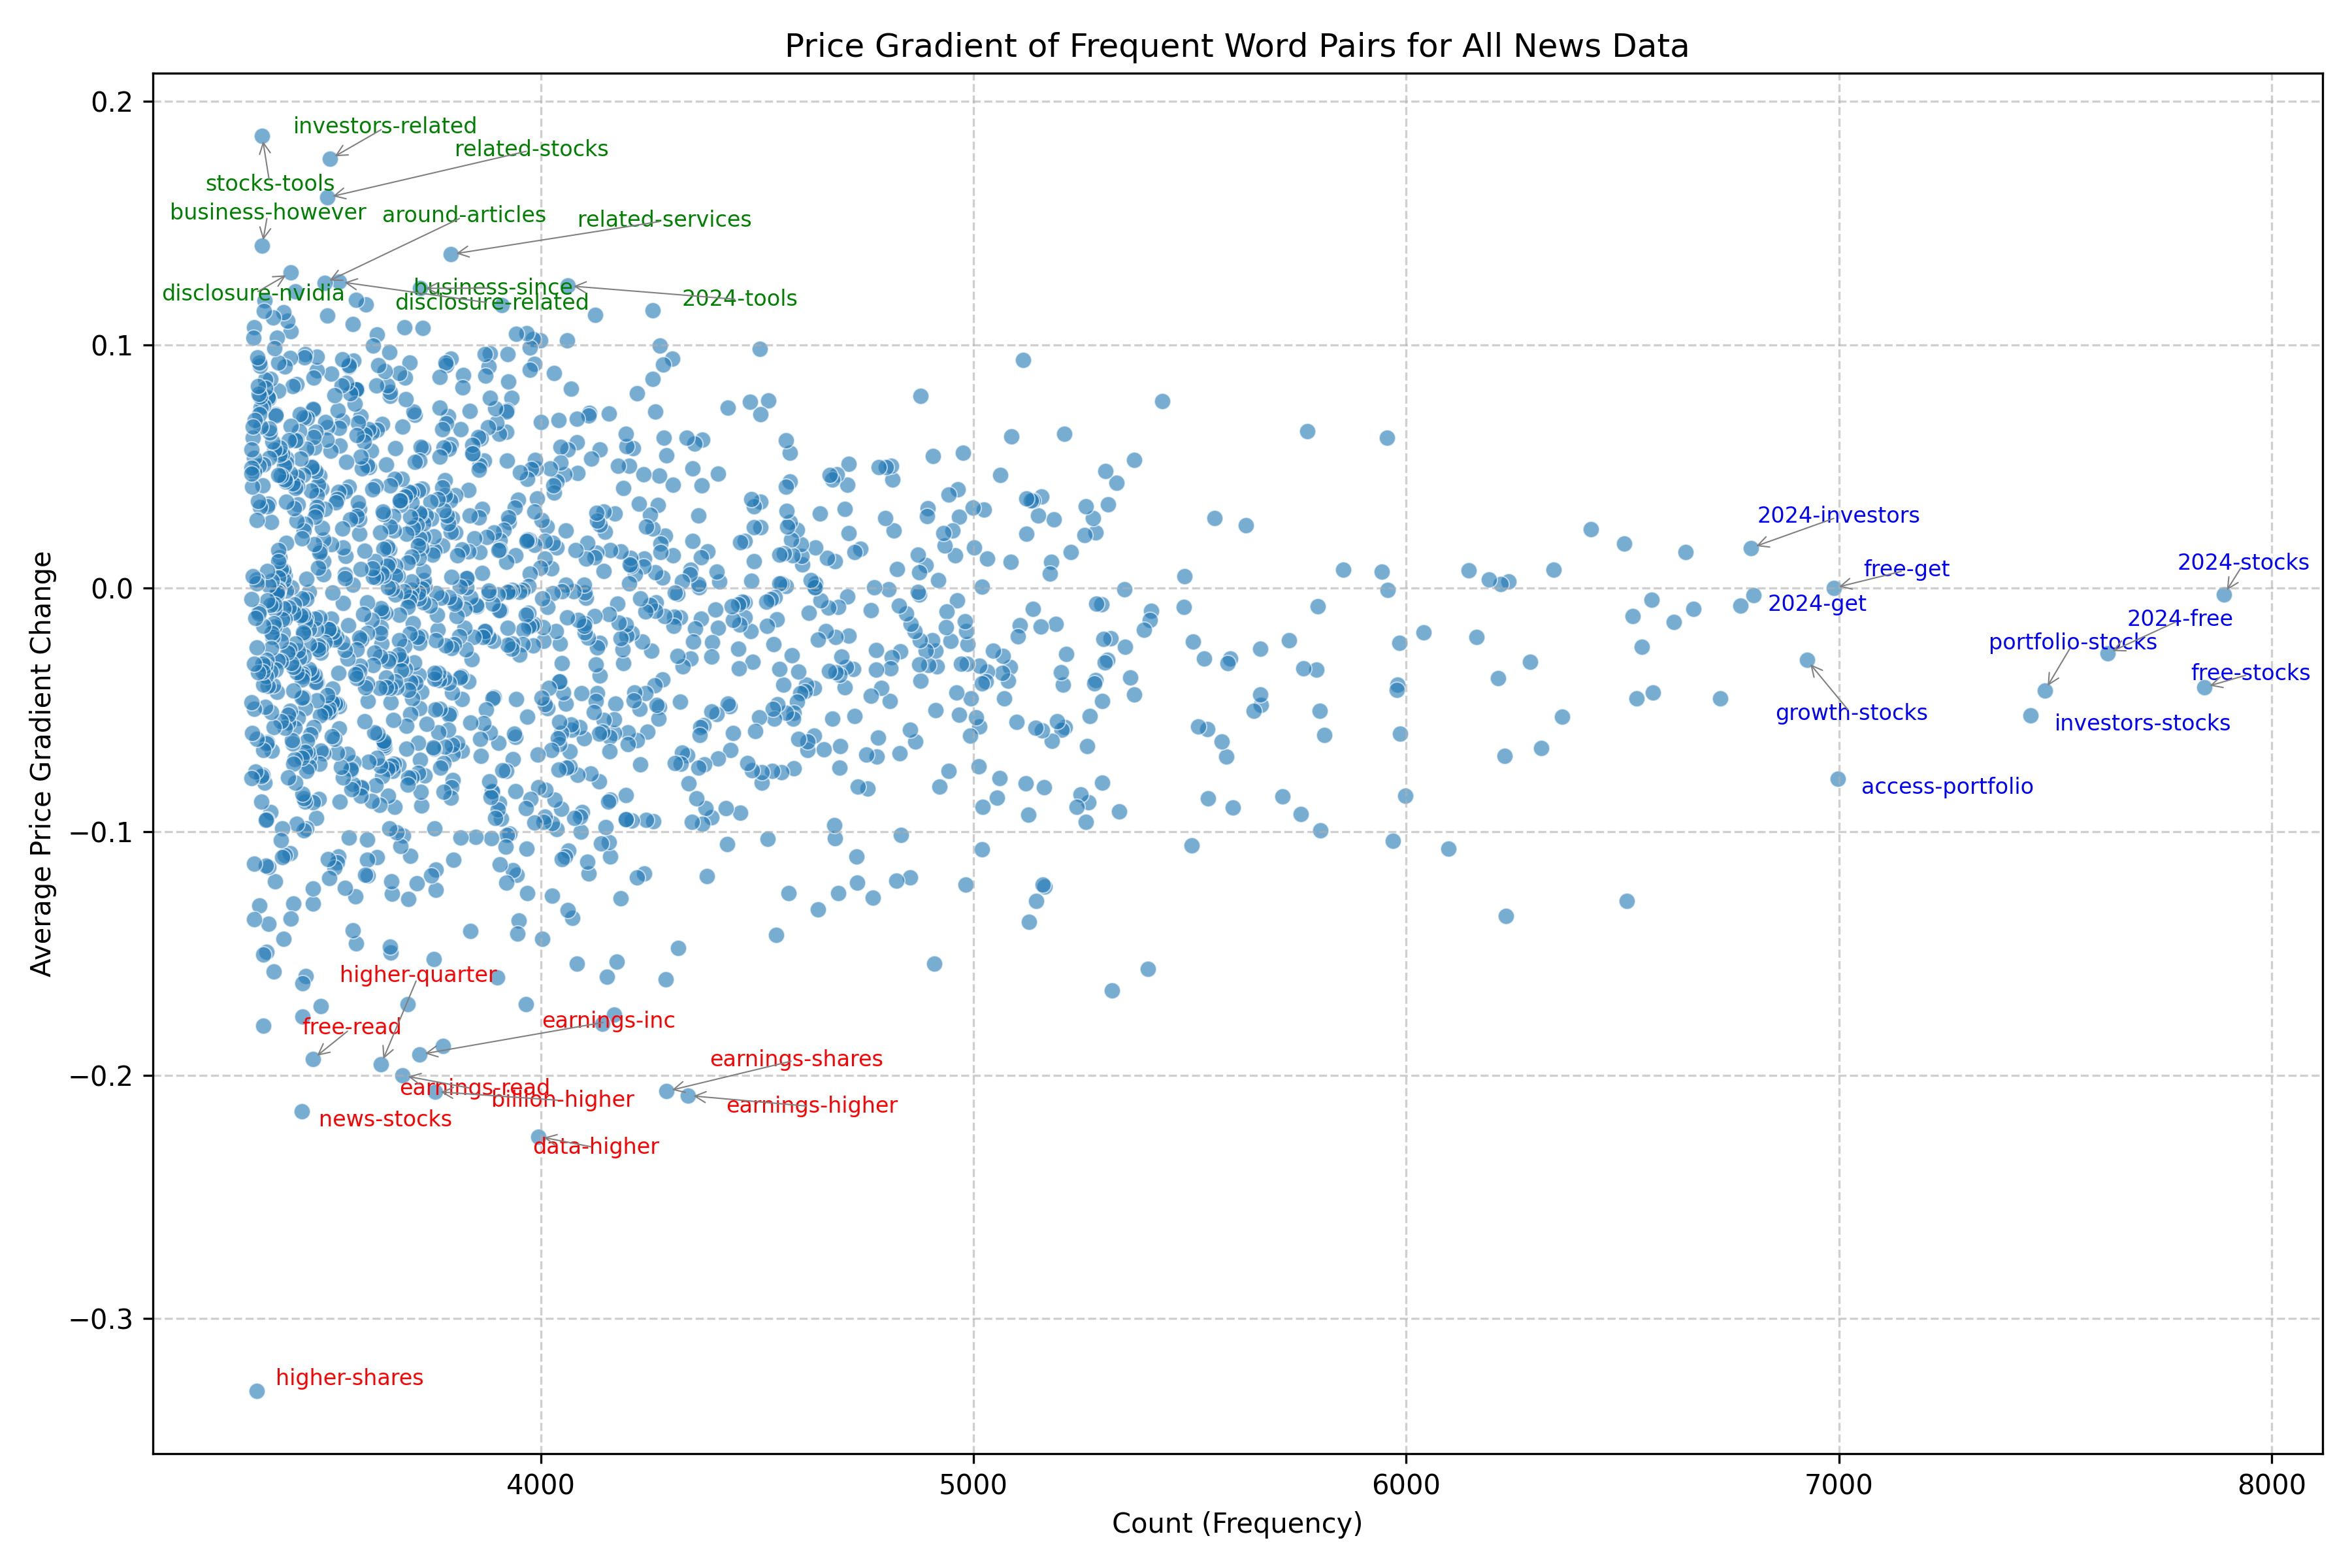 Price Gradient of Frequent Word Pairs for All News Data
0.2
investors-related
related-stocks
stocks-tools
business-however
around-articles
related-services
disclosure-nvidia
business-since
disclosure-related
2024-tools
0.1
Average Price Gradient Change
2024-investors
free-get
2024-stocks
0.0
2024-get
2024-free
portfolio-stocks
free-stocks
growth-stocks
investors-stocks
access-portfolio
−0.1
higher-quarter
free-read
earnings-inc
earnings-shares
−0.2
earnings-read
billion-higher
earnings-higher
news-stocks
data-higher
−0.3
higher-shares
4000
5000
6000
7000
8000
Count (Frequency)